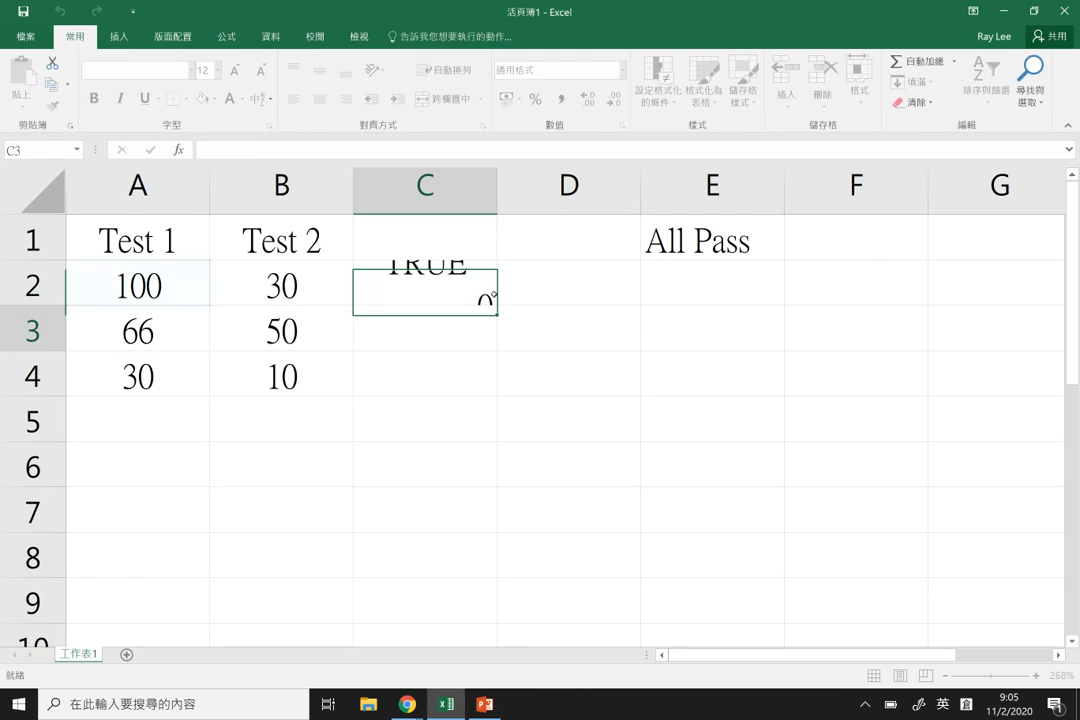 活頁簿1 - Excel
檔案 常用 插入 版面配置 公式 資料 校閱 檢視 告訴我您想要執行的動作... Ray Lee 共用
貼上 12 A A 自動換列 通用格式 設定格式化的條件 格式化為表格 儲存格樣式 插入 刪除 格式 自動加總 填滿 清除 排序與篩選 尋找與選取
B I U A 中 跨欄置中 % , .00
剪貼簿 字型 對齊方式 數值 樣式 儲存格 編輯
C3 fx
A B C D E F G
1 Test 1 Test 2 All Pass
2 100 30 TRUE
3 66 50
4 30 10
5
6
7
8
9
10
工作表1
就緒 268%
在此輸入要搜尋的內容 英 9:05
11/2/2020